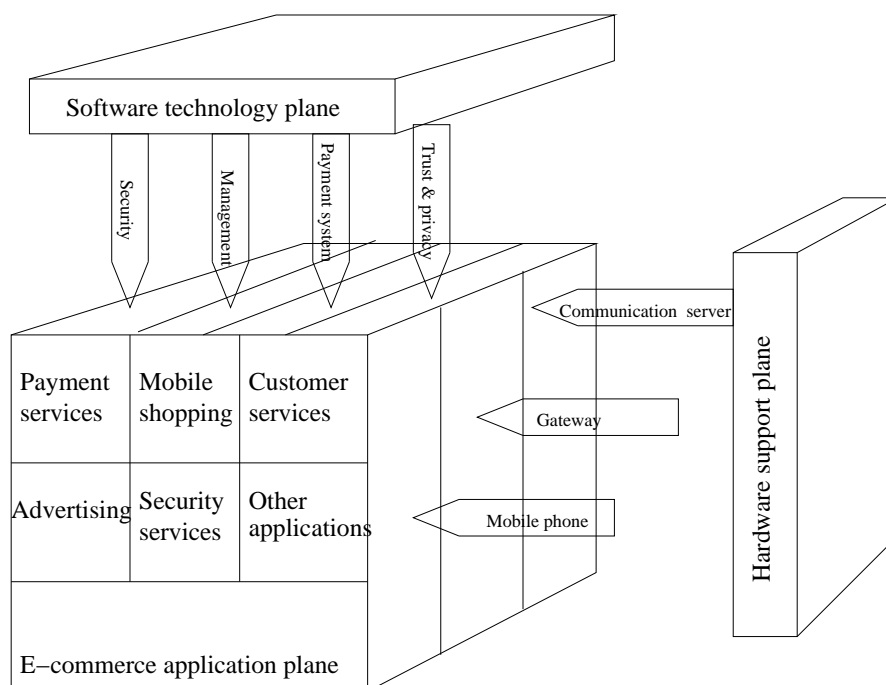 Software technology plane
Security
Management
Payment system
Trust & privacy
Communication server
Gateway
Mobile phone
Hardware support plane
Payment
services
Mobile
shopping
Customer
services
Advertising
Security
services
Other
applications
E−commerce application plane